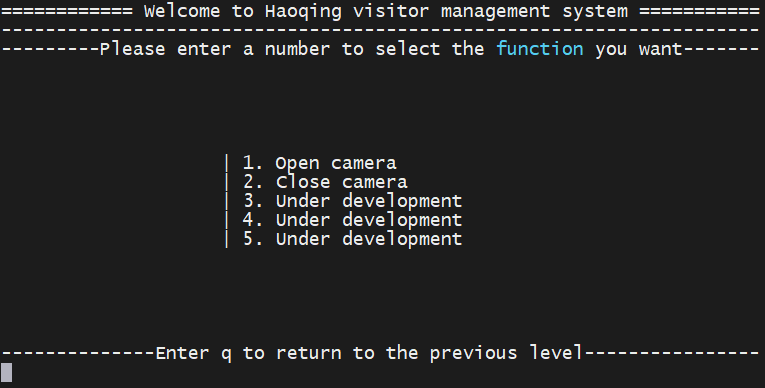 ============ Welcome to Haoqing visitor management system ===========
---------------------------------------------------------------------
---------Please enter a number to select the function you want-------
| 1. Open camera
| 2. Close camera
| 3. Under development
| 4. Under development
| 5. Under development
--------------Enter q to return to the previous level----------------